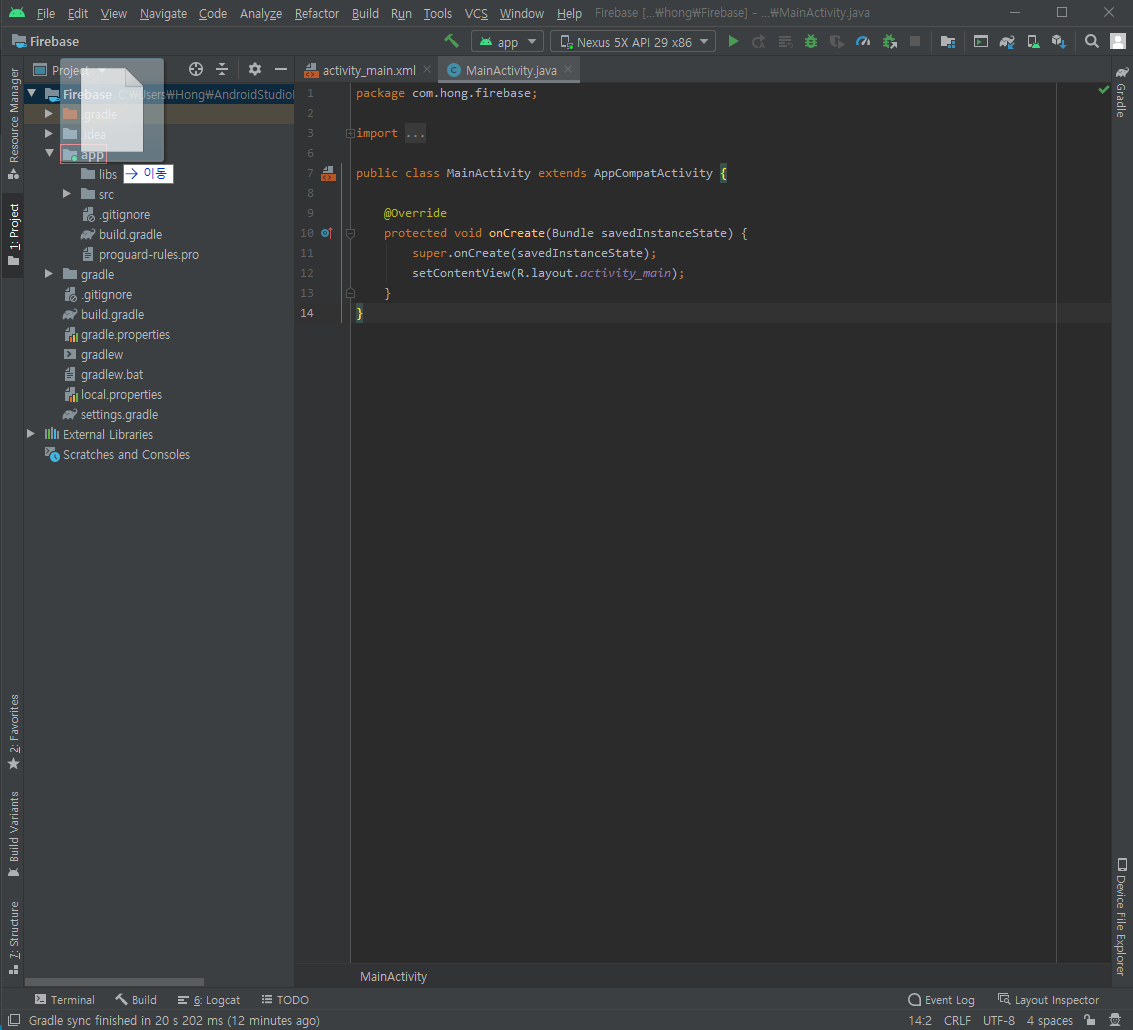 File Edit View Navigate Code Analyze Refactor Build Run Tools VCS Window Help Firebase [...₩hong₩Firebase] - ...₩MainActivity.java
Firebase
app
Nexus 5X API 29 x86
Project
activity_main.xml
MainActivity.java
Firebase C:₩Users₩Hong₩AndroidStudio
.gradle
.idea
app
libs
→ 이동
src
.gitignore
build.gradle
proguard-rules.pro
gradle
.gitignore
build.gradle
gradle.properties
gradlew
gradlew.bat
local.properties
settings.gradle
External Libraries
Scratches and Consoles
1 package com.hong.firebase;
2
3 import ...
6
7 public class MainActivity extends AppCompatActivity {
8
9 @Override
10 protected void onCreate(Bundle savedInstanceState) {
11 super.onCreate(savedInstanceState);
12 setContentView(R.layout.activity_main);
13 }
14 }
Resource Manager
1: Project
2: Favorites
Build Variants
7: Structure
Gradle
Device File Explorer
MainActivity
Terminal Build 6: Logcat TODO Event Log Layout Inspector
Gradle sync finished in 20 s 202 ms (12 minutes ago) 14:2 CRLF UTF-8 4 spaces